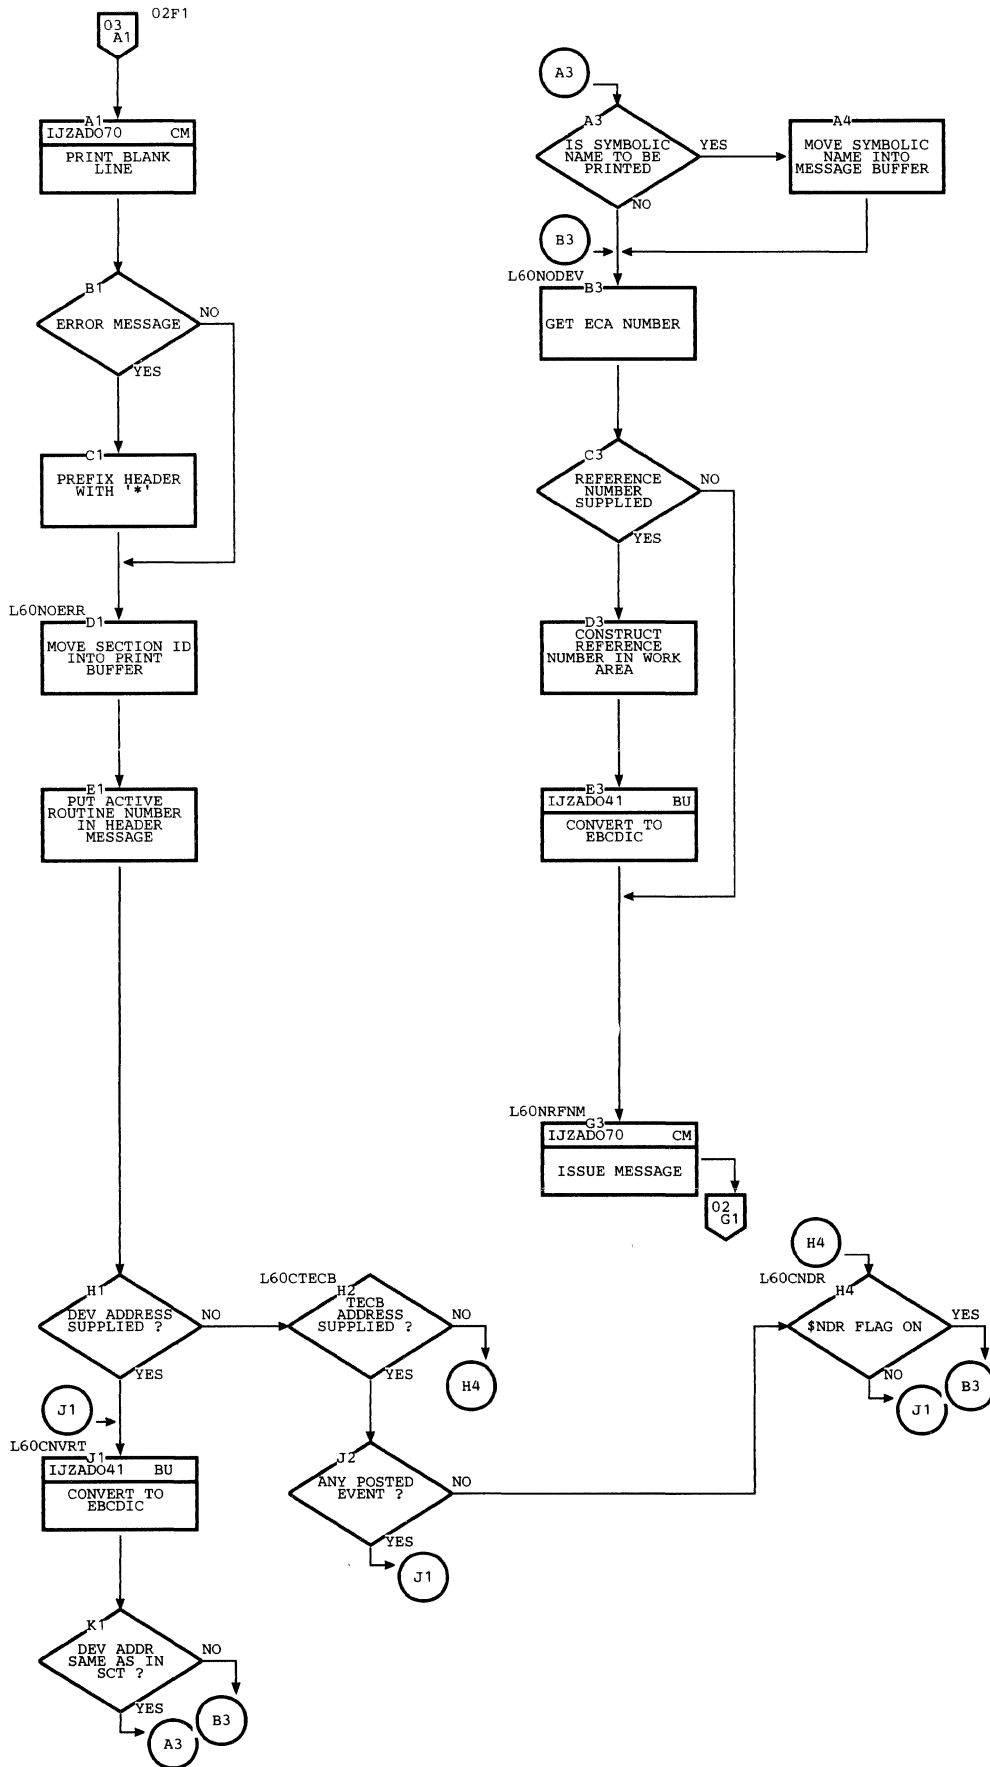 03
A1
02F1
A1
IJZADO70 CM
PRINT BLANK
LINE
B1
ERROR MESSAGE
NO
YES
C1
PREFIX HEADER
WITH '*'
L60NOERR
D1
MOVE SECTION ID
INTO PRINT
BUFFER
E1
PUT ACTIVE
ROUTINE NUMBER
IN HEADER
MESSAGE
H1
DEV ADDRESS
SUPPLIED ?
NO
YES
J1
L60CNVRT
J1
IJZADO41 BU
CONVERT TO
EBCDIC
K1
DEV ADDR
SAME AS IN
SCT ?
NO
YES
A3
B3
L60CTECB
H2
TECB
ADDRESS
SUPPLIED ?
NO
YES
H4
J2
ANY POSTED
EVENT ?
NO
YES
J1
A3
A3
IS SYMBOLIC
NAME TO BE
PRINTED
YES
NO
A4
MOVE SYMBOLIC
NAME INTO
MESSAGE BUFFER
B3
L60NODEV
B3
GET ECA NUMBER
C3
REFERENCE
NUMBER
SUPPLIED
NO
YES
D3
CONSTRUCT
REFERENCE
NUMBER IN WORK
AREA
E3
IJZADO41 BU
CONVERT TO
EBCDIC
L60NRFNM
G3
IJZADO70 CM
ISSUE MESSAGE
02
G1
H4
L60CNDR
H4
$NDR FLAG ON
YES
NO
J1
B3